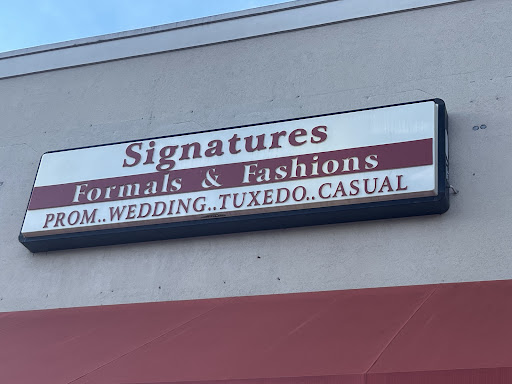 Signatures
Formals & Fashions
PROM..WEDDING..TUXEDO..CASUAL